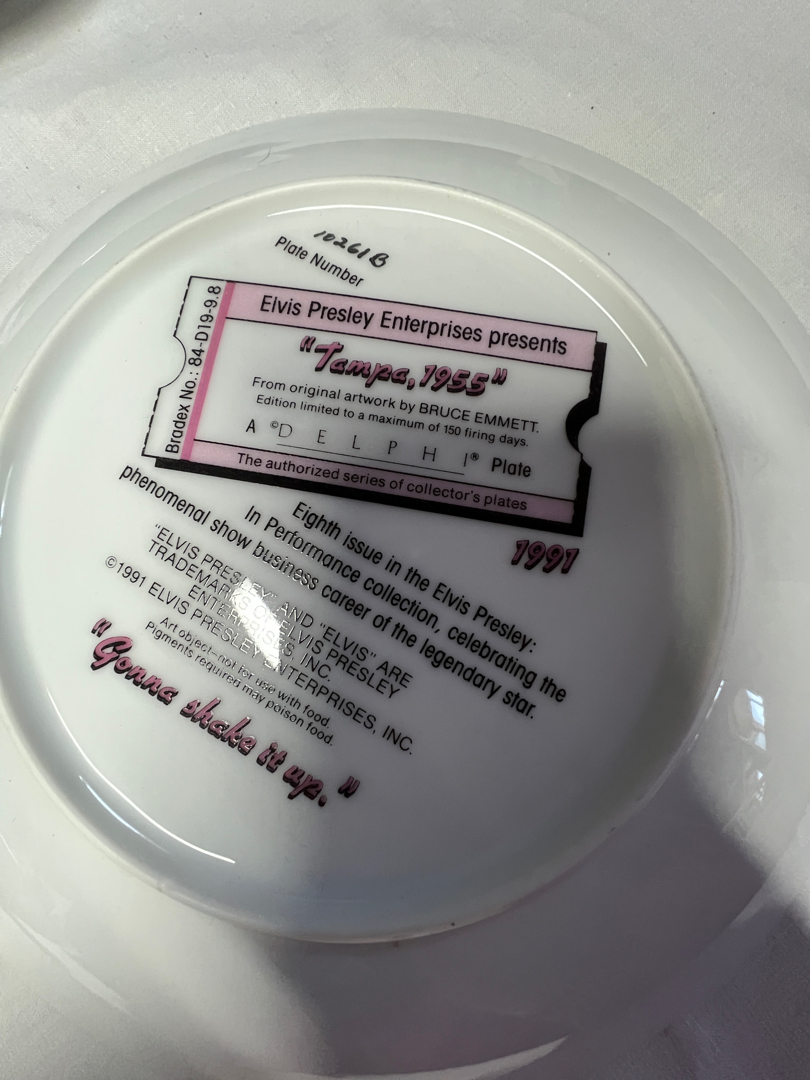 10261B
Plate Number
Bradex No.: 84-D19-9.8
Elvis Presley Enterprises presents
"Tampa, 1955"
From original artwork by BRUCE EMMETT.
Edition limited to a maximum of 150 firing days.
A ©DELPHI® Plate
The authorized series of collector's plates
1991
Eighth issue in the Elvis Presley:
In Performance collection, celebrating the
phenomenal show business career of the legendary star.
"ELVIS PRESLEY" AND "ELVIS" ARE
TRADEMARKS OF ELVIS PRESLEY
ENTERPRISES, INC.
©1991 ELVIS PRESLEY ENTERPRISES, INC.
Art object—not for use with food.
Pigments required may poison food.
"Gonna shake it up."